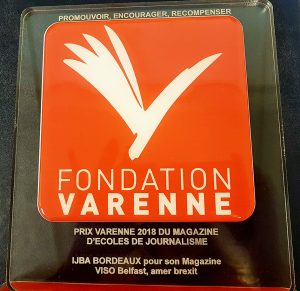 PROMOUVOIR, ENCOURAGER, RECOMPENSER
FONDATION
VARENNE
PRIX VARENNE 2018 DU MAGAZINE
D'ECOLES DE JOURNALISME
IJBA BORDEAUX pour son Magazine
VISO Belfast, amer brexit